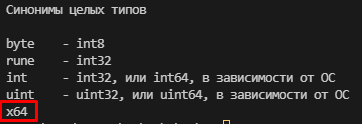 Синонимы целых типов
byte - int8
rune - int32
int - int32, или int64, в зависимости от ОС
uint - uint32, или uint64, в зависимости от ОС
x64